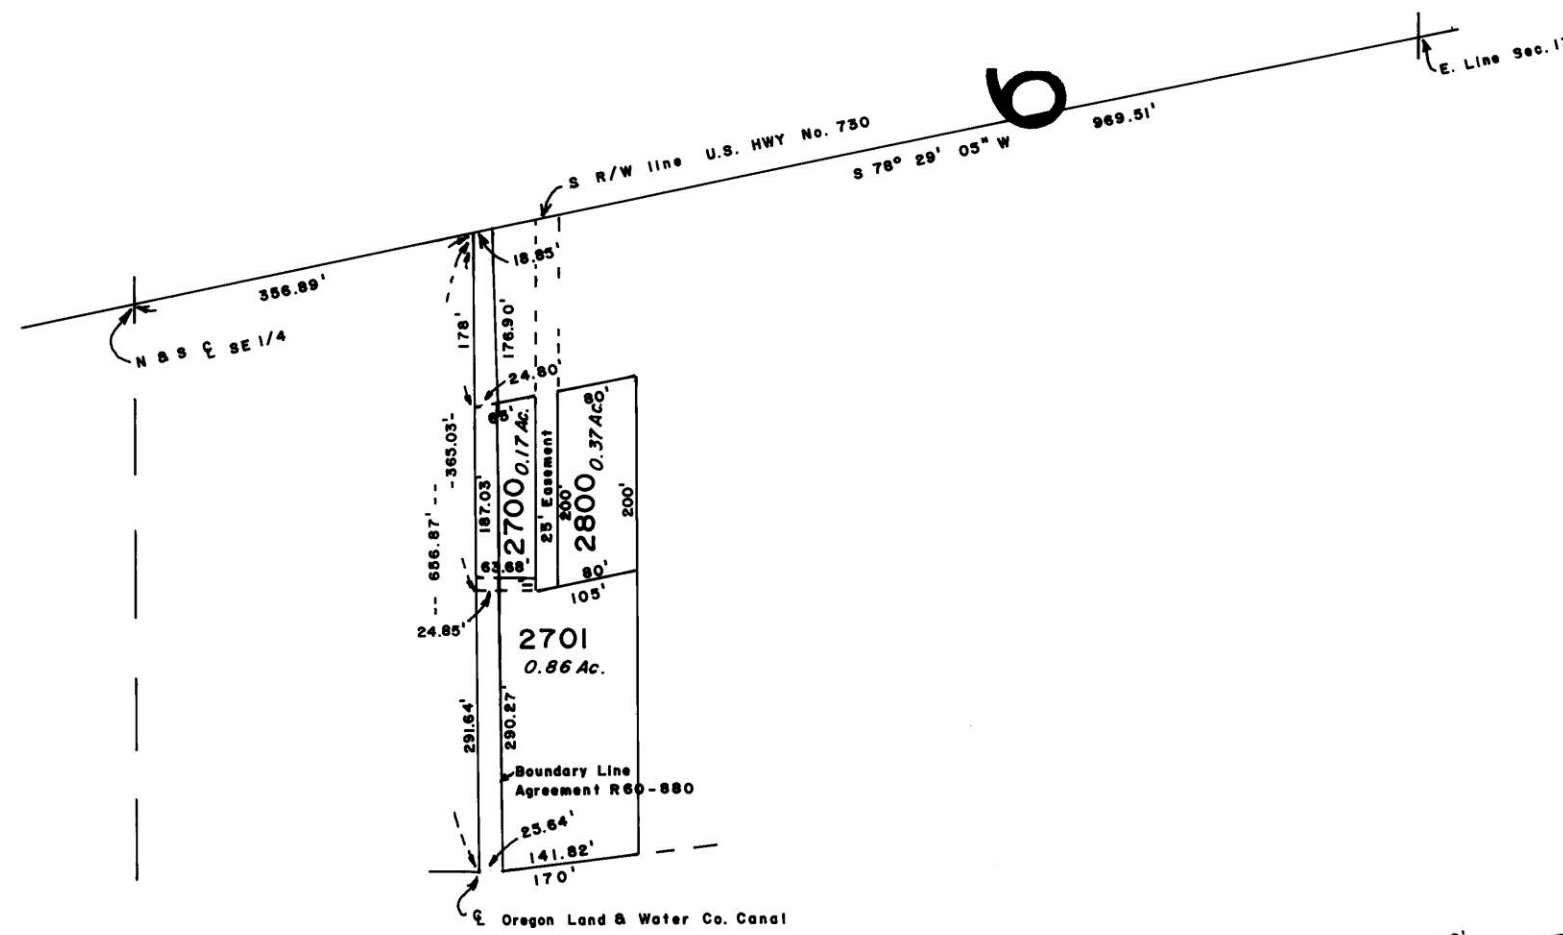 E. Line Sec. 1
969.51'
S 78° 29' 05" W
S R/W line U.S. HWY No. 730
18.85'
356.89'
N & S ℄ SE 1/4
178'
176.90'
24.80'
65'
80'
-365.03'-
-- 656.87' --
187.03'
2700
0.17 Ac.
25' Easement
200'
2800
0.37 Ac.
200'
63.68'
11'
80'
105'
24.85'
2701
0.86 Ac.
291.64'
290.27'
Boundary Line
Agreement R60-880
25.64'
141.82'
170'
℄ Oregon Land & Water Co. Canal